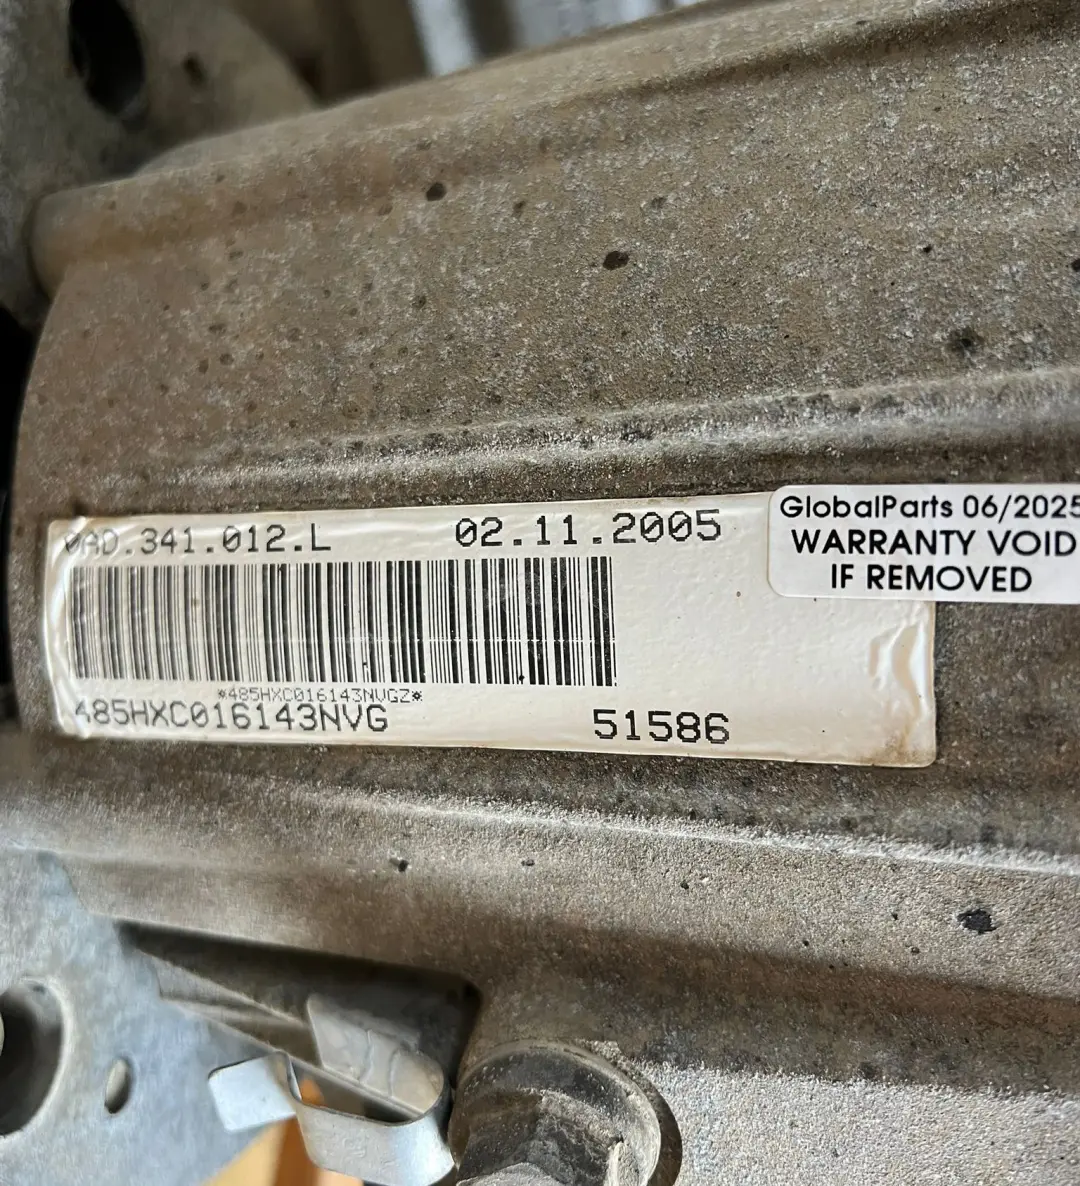 0AD.341.012.L 02.11.2005
GlobalParts 06/2025
WARRANTY VOID
IF REMOVED
*485HXC016143NVGZ*
485HXC016143NVG 51586